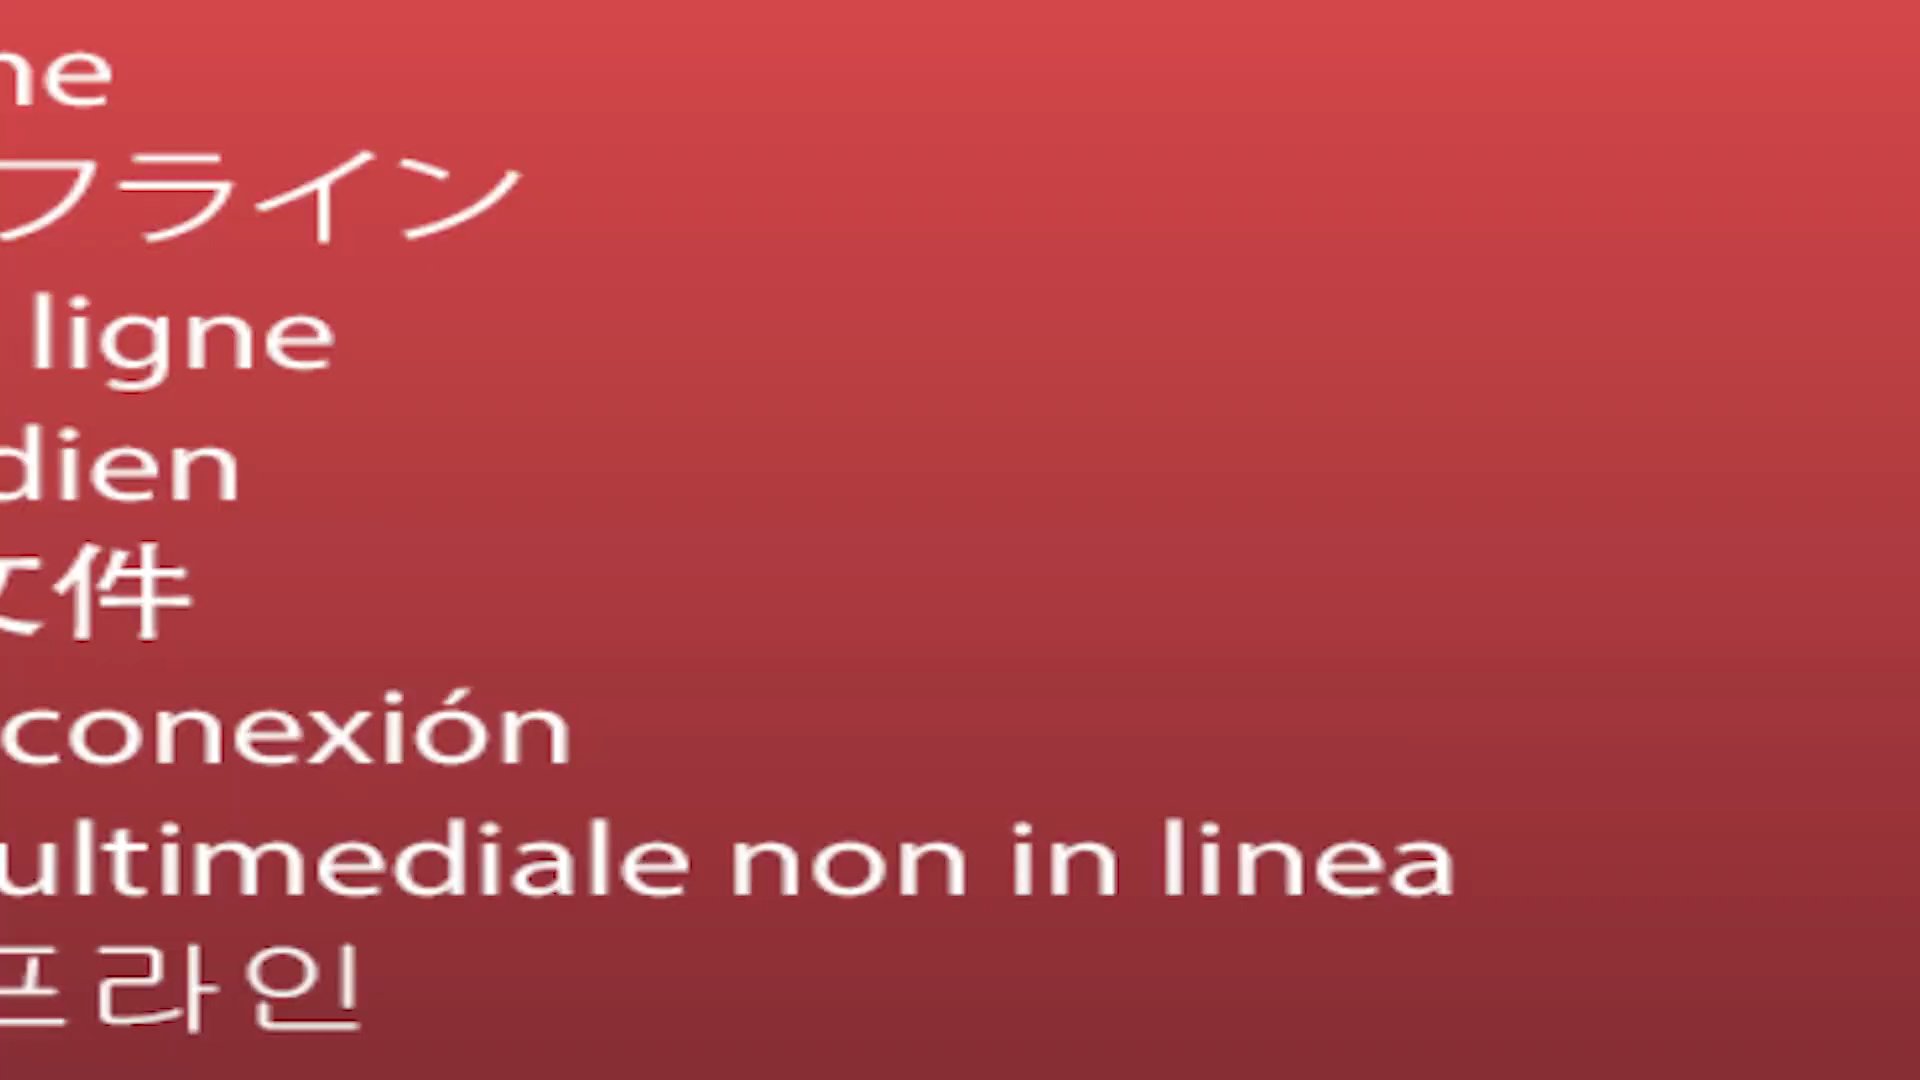 ne
フライン
ligne
dien
文件
conexión
ultimediale non in linea
프라인